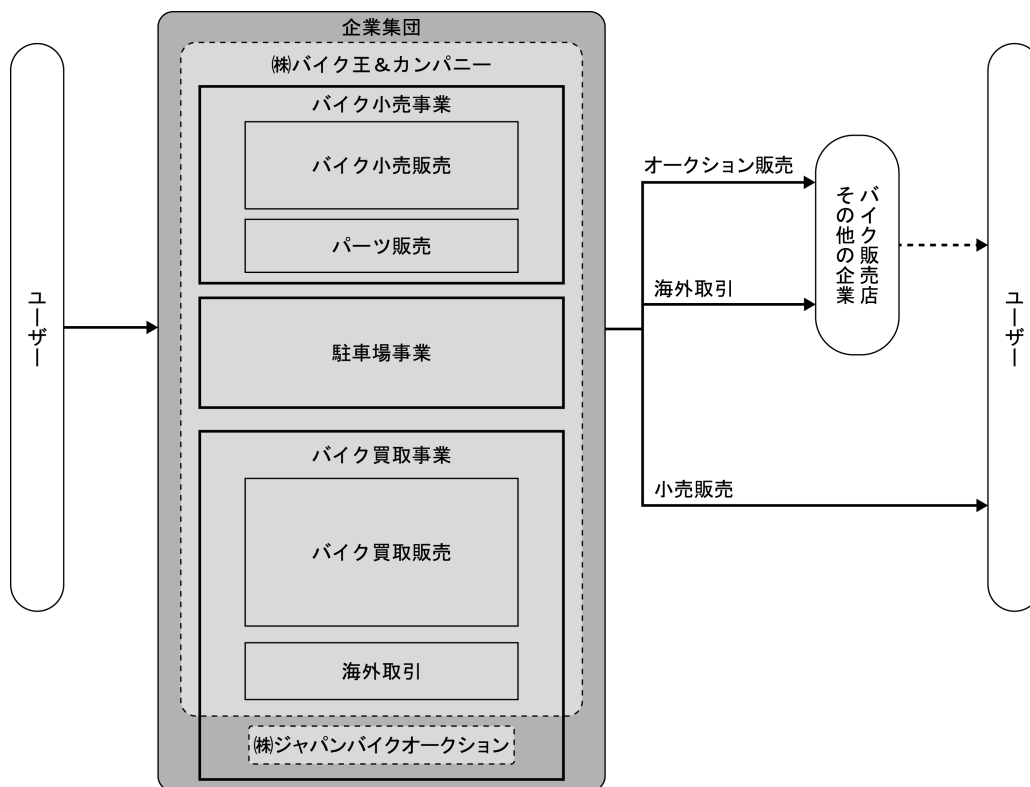 企業集団
㈱バイク王&カンパニー
バイク小売事業
バイク小売販売
パーツ販売
駐車場事業
バイク買取事業
バイク買取販売
海外取引
㈱ジャパンバイクオークション
ユーザー
オークション販売
海外取引
小売販売
バイク販売店
その他の企業
ユーザー